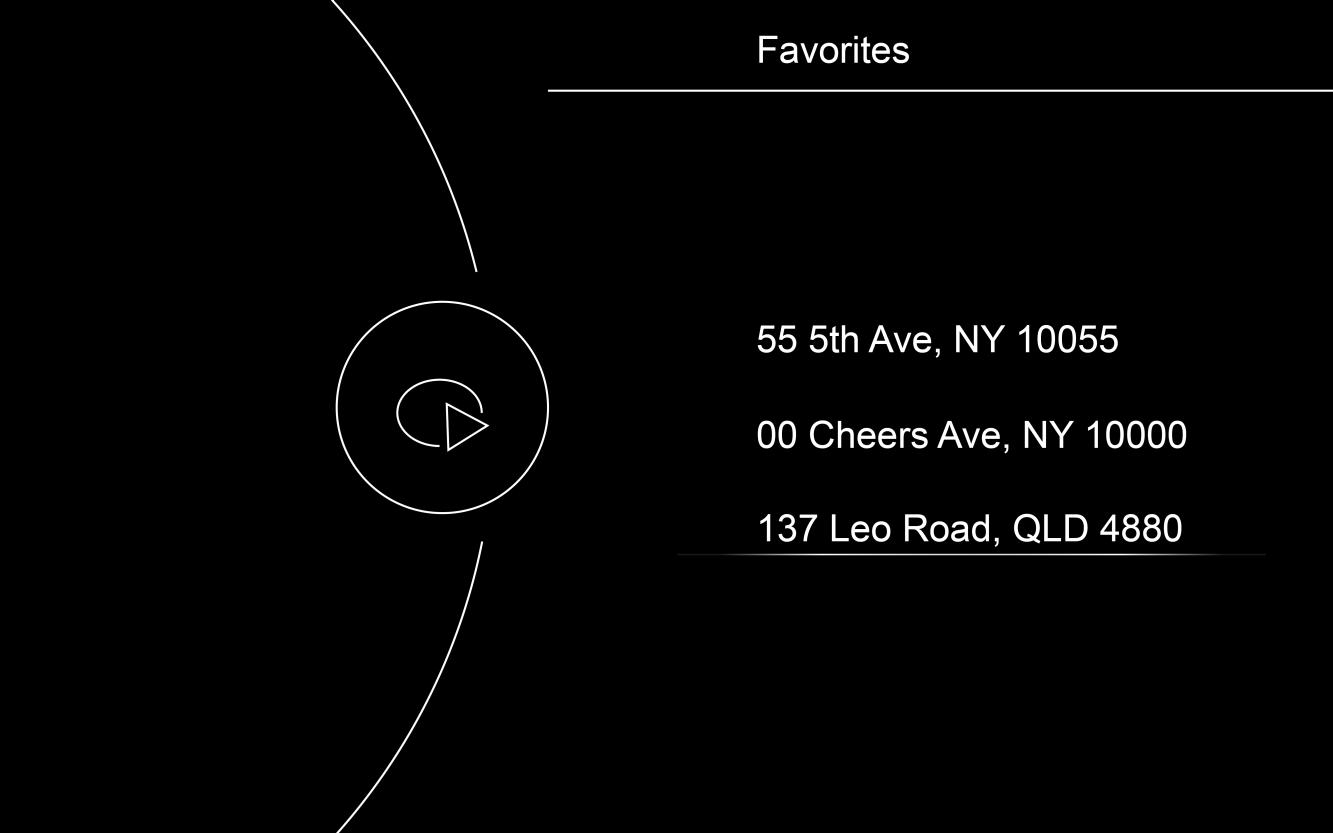 Favorites
55 5th Ave, NY 10055
00 Cheers Ave, NY 10000
137 Leo Road, QLD 4880